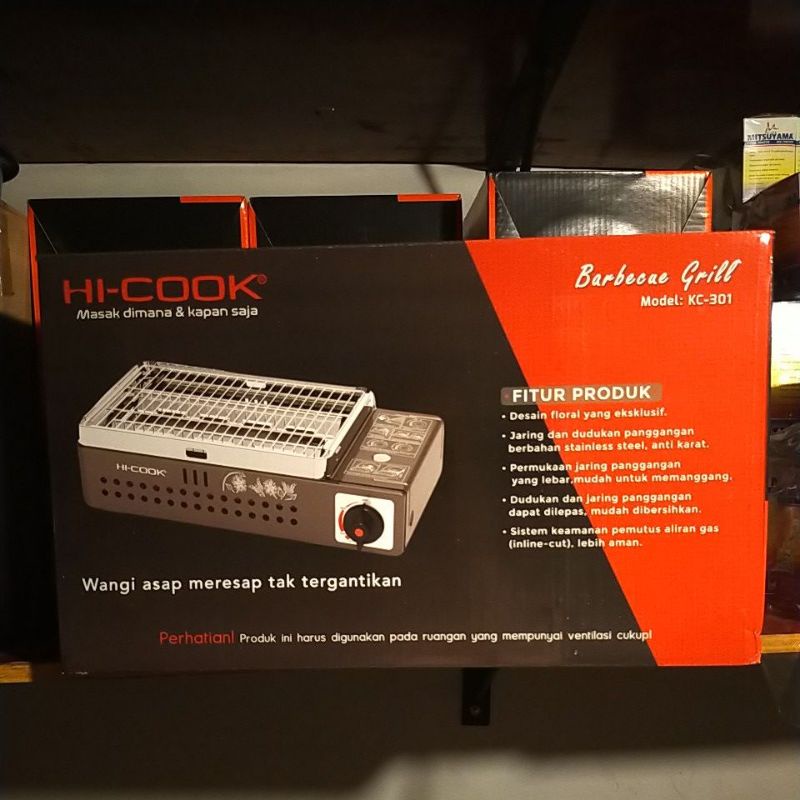 MITSUYAMA
HI-COOK®
Masak dimana & kapan saja
Barbecue Grill
Model: KC-301
FITUR PRODUK
• Desain floral yang eksklusif.
• Jaring dan dudukan panggangan
berbahan stainless steel, anti karat.
• Permukaan jaring panggangan
yang lebar,mudah untuk memanggang.
• Dudukan dan jaring panggangan
dapat dilepas, mudah dibersihkan.
• Sistem keamanan pemutus aliran gas
(inline-cut), lebih aman.
HI-COOK
Wangi asap meresap tak tergantikan
Perhatian! Produk ini harus digunakan pada ruangan yang mempunyai ventilasi cukup!